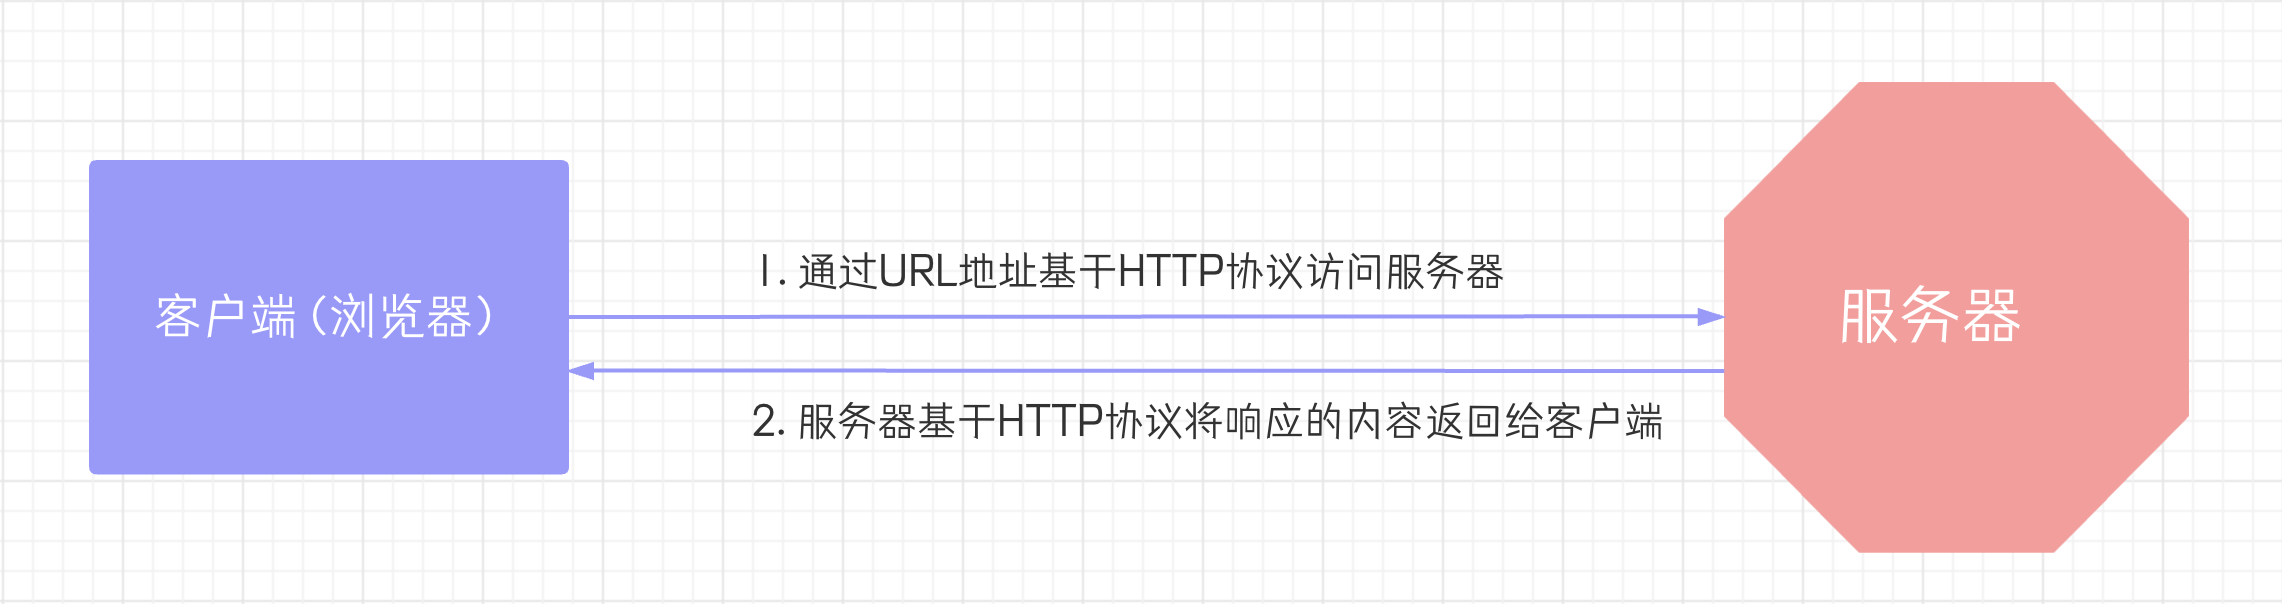 1. 通过URL地址基于HTTP协议访问服务器
客户端（浏览器）
服务器
2. 服务器基于HTTP协议将响应的内容返回给客户端